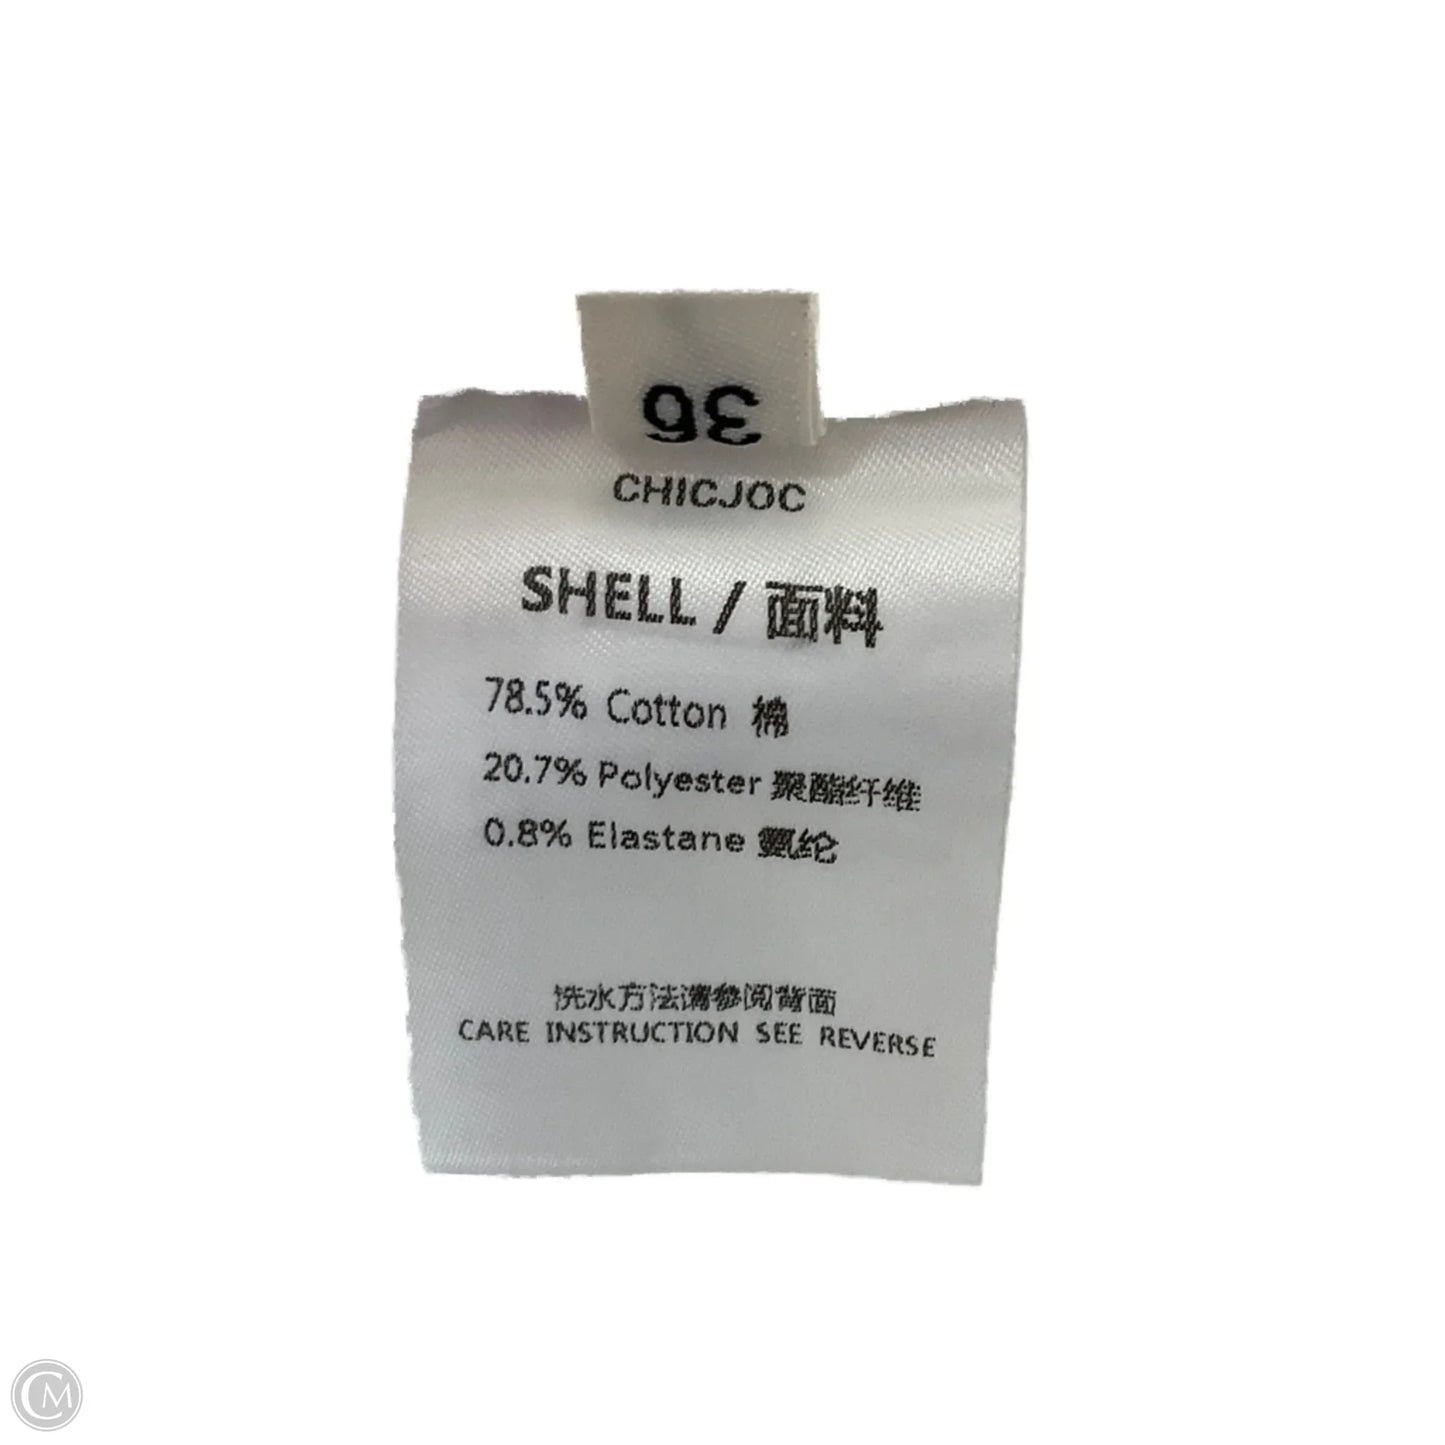 36
CHICJOC
SHELL / 面料
78.5% Cotton 棉
20.7% Polyester 聚酯纤维
0.8% Elastane 氨纶
洗水方法请参阅背面
CARE INSTRUCTION SEE REVERSE
CM